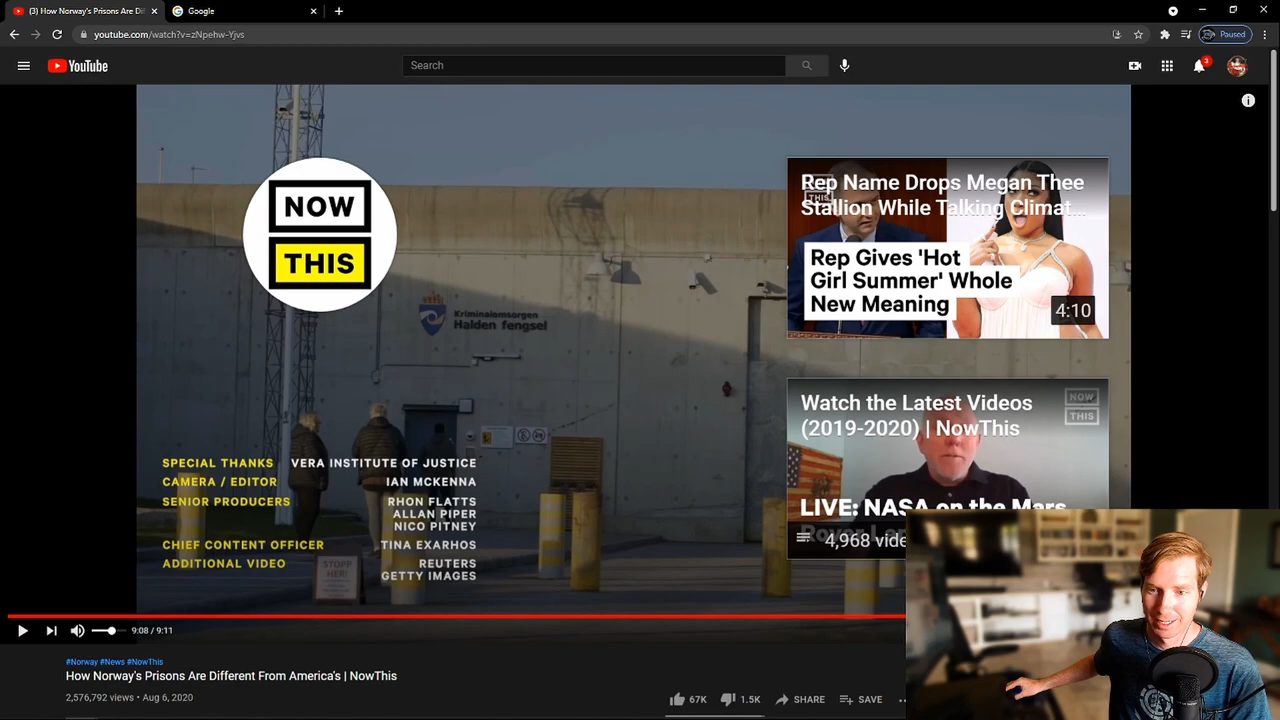 (3) How Norway's Prisons Are Dif
Google
youtube.com/watch?v=zNpehw-Yjvs
Paused
YouTube
Search
3
NOW
THIS
Kriminalomsorgen
Halden fengsel
Rep Name Drops Megan Thee
Stallion While Talking Climat...
Rep Gives 'Hot
Girl Summer' Whole
New Meaning
4:10
Watch the Latest Videos
(2019-2020) | NowThis
NOW
THIS
LIVE: NASA on the Mars
4,968 vide
SPECIAL THANKS VERA INSTITUTE OF JUSTICE
CAMERA / EDITOR IAN MCKENNA
SENIOR PRODUCERS RHON FLATTS
ALLAN PIPER
NICO PITNEY
CHIEF CONTENT OFFICER TINA EXARHOS
ADDITIONAL VIDEO REUTERS
GETTY IMAGES
STOPP
HER!
9:08 / 9:11
#Norway #News #NowThis
How Norway's Prisons Are Different From America's | NowThis
2,576,792 views • Aug 6, 2020
67K 1.5K SHARE SAVE